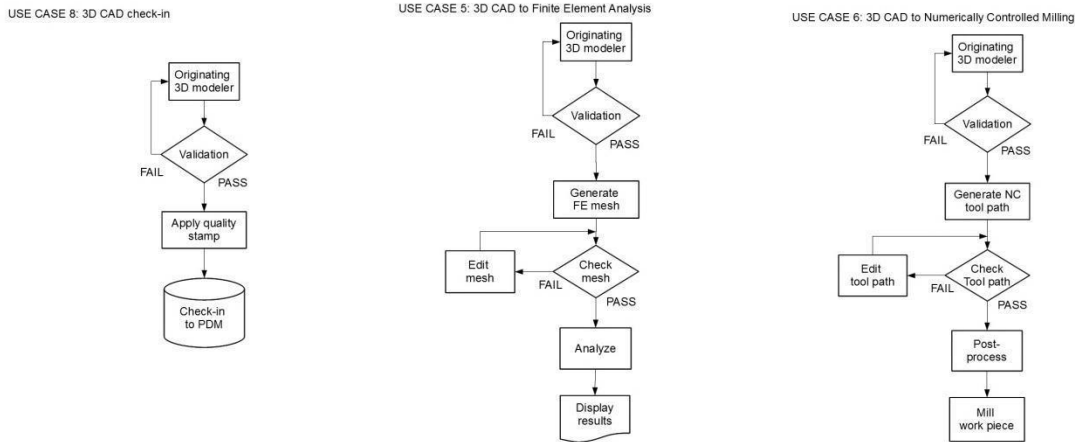 USE CASE 8: 3D CAD check-in
Originating
3D modeler
Validation
FAIL
PASS
Apply quality
stamp
Check-in
to PDM
USE CASE 5: 3D CAD to Finite Element Analysis
Originating
3D modeler
Validation
FAIL
PASS
Generate
FE mesh
Edit
mesh
Check
mesh
FAIL
PASS
Analyze
Display
results
USE CASE 6: 3D CAD to Numerically Controlled Milling
Originating
3D modeler
Validation
FAIL
PASS
Generate NC
tool path
Edit
tool path
Check
Tool path
FAIL
PASS
Post-
process
Mill
work piece